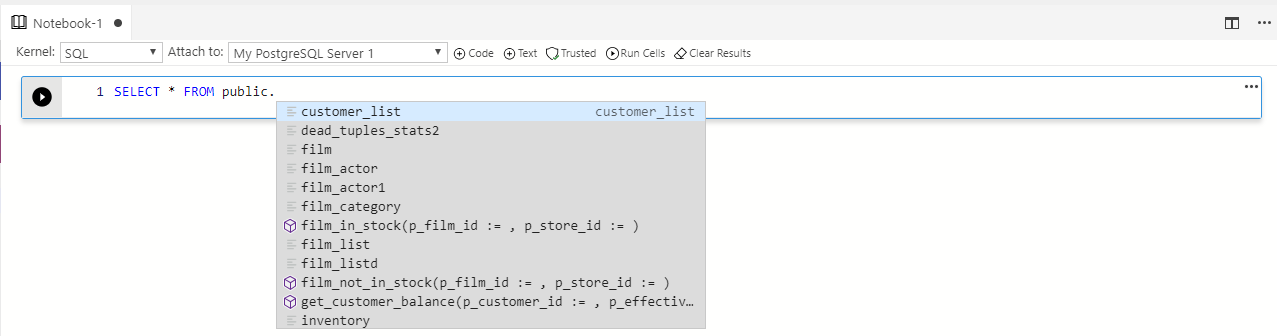 Notebook-1
Kernel: SQL Attach to: My PostgreSQL Server 1 Code Text Trusted Run Cells Clear Results
1 SELECT * FROM public.
customer_list customer_list
dead_tuples_stats2
film
film_actor
film_actor1
film_category
film_in_stock(p_film_id := , p_store_id := )
film_list
film_listd
film_not_in_stock(p_film_id := , p_store_id := )
get_customer_balance(p_customer_id := , p_effectiv…
inventory